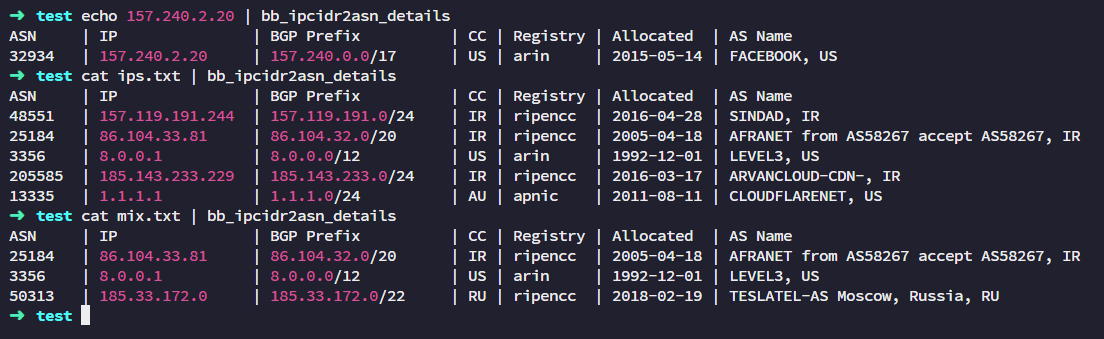 ➜ test echo 157.240.2.20 | bb_ipcidr2asn_details
ASN     | IP               | BGP Prefix          | CC | Registry | Allocated  | AS Name
32934   | 157.240.2.20     | 157.240.0.0/17      | US | arin     | 2015-05-14 | FACEBOOK, US
➜ test cat ips.txt | bb_ipcidr2asn_details
ASN     | IP               | BGP Prefix          | CC | Registry | Allocated  | AS Name
48551   | 157.119.191.244  | 157.119.191.0/24    | IR | ripencc  | 2016-04-28 | SINDAD, IR
25184   | 86.104.33.81     | 86.104.32.0/20      | IR | ripencc  | 2005-04-18 | AFRANET from AS58267 accept AS58267, IR
3356    | 8.0.0.1          | 8.0.0.0/12          | US | arin     | 1992-12-01 | LEVEL3, US
205585  | 185.143.233.229  | 185.143.233.0/24    | IR | ripencc  | 2016-03-17 | ARVANCLOUD-CDN-, IR
13335   | 1.1.1.1          | 1.1.1.0/24          | AU | apnic    | 2011-08-11 | CLOUDFLARENET, US
➜ test cat mix.txt | bb_ipcidr2asn_details
ASN     | IP               | BGP Prefix          | CC | Registry | Allocated  | AS Name
25184   | 86.104.33.81     | 86.104.32.0/20      | IR | ripencc  | 2005-04-18 | AFRANET from AS58267 accept AS58267, IR
3356    | 8.0.0.1          | 8.0.0.0/12          | US | arin     | 1992-12-01 | LEVEL3, US
50313   | 185.33.172.0     | 185.33.172.0/22     | RU | ripencc  | 2018-02-19 | TESLATEL-AS Moscow, Russia, RU
➜ test